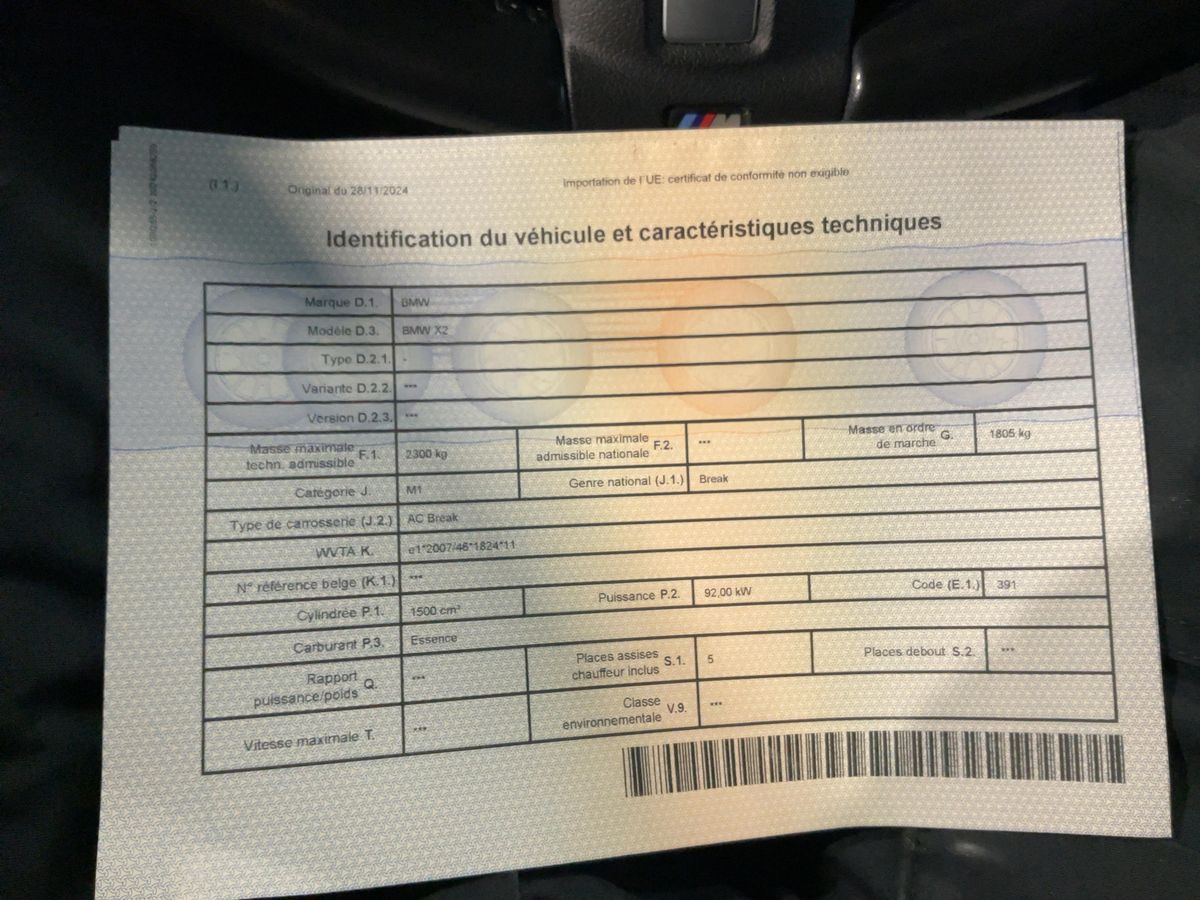 M
(I.1.)
Original du 28/11/2024
Importation de l'UE: certificat de conformité non exigible
Identification du véhicule et caractéristiques techniques
Marque D.1. BMW
Modèle D.3. BMW X2
Type D.2.1. -
Variante D.2.2. ***
Version D.2.3. ***
Masse maximale techn. admissible F.1. 2300 kg Masse maximale admissible nationale F.2. *** Masse en ordre de marche G. 1805 kg
Catégorie J. M1 Genre national (J.1.) Break
Type de carrosserie (J.2.) AC Break
WVTA K. e1*2007/46*1824*11
N° référence belge (K.1.) ***
Cylindrée P.1. 1500 cm³ Puissance P.2. 92,00 kW Code (E.1.) 391
Carburant P.3. Essence
Rapport puissance/poids Q. *** Places assises chauffeur inclus S.1. 5 Places debout S.2. ***
Vitesse maximale T. *** Classe environnementale V.9. ***